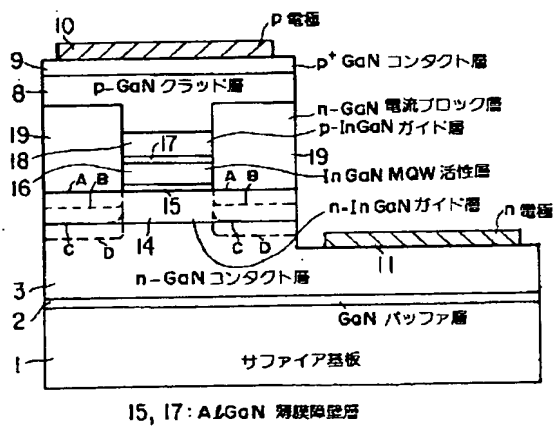 10
p 電極
9
p⁺ GaN コンタクト層
8
p-GaN クラッド層
n-GaN 電流ブロック層
19
17
p-InGaN ガイド層
18
19
16
A
B
A
B
InGaN MQW 活性層
15
n-InGaN ガイド層
14
C
D
C
D
n 電極
11
3
n-GaN コンタクト層
2
GaN バッファ層
1
サファイア基板
15, 17: AlGaN 薄膜障壁層